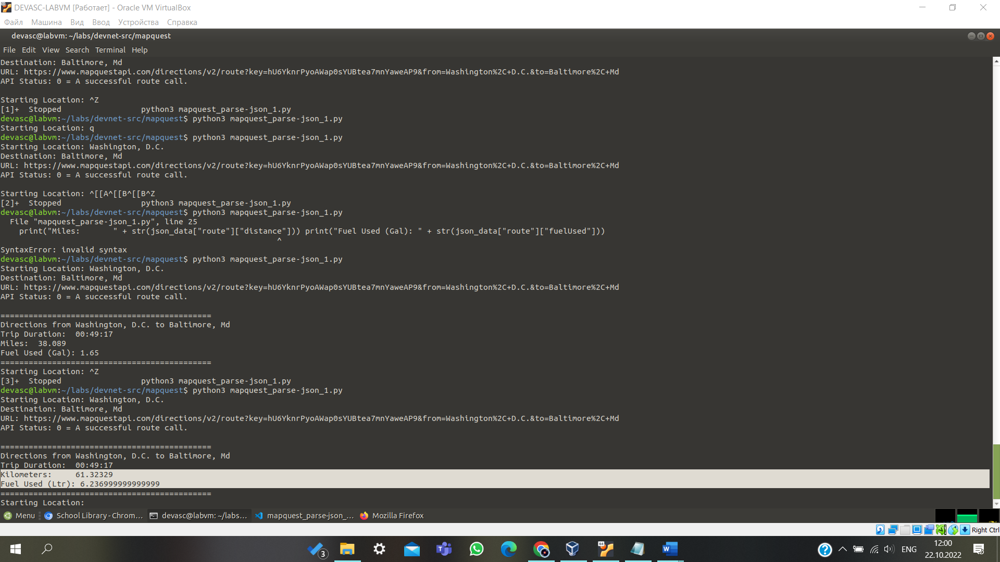 DEVASC-LABVM [Работает] - Oracle VM VirtualBox
Файл Машина Вид Ввод Устройства Справка
devasc@labvm: ~/labs/devnet-src/mapquest
File Edit View Search Terminal Help
Destination: Baltimore, Md
URL: https://www.mapquestapi.com/directions/v2/route?key=hU6YknrPyoAWap0sYUBtea7mnYaweAP9&from=Washington%2C+D.C.&to=Baltimore%2C+Md
API Status: 0 = A successful route call.
Starting Location: ^Z
[1]+  Stopped                 python3 mapquest_parse-json_1.py
devasc@labvm:~/labs/devnet-src/mapquest$ python3 mapquest_parse-json_1.py
Starting Location: q
devasc@labvm:~/labs/devnet-src/mapquest$ python3 mapquest_parse-json_1.py
Starting Location: Washington, D.C.
Destination: Baltimore, Md
URL: https://www.mapquestapi.com/directions/v2/route?key=hU6YknrPyoAWap0sYUBtea7mnYaweAP9&from=Washington%2C+D.C.&to=Baltimore%2C+Md
API Status: 0 = A successful route call.
Starting Location: ^[[A^[[B^[[B^Z
[2]+  Stopped                 python3 mapquest_parse-json_1.py
devasc@labvm:~/labs/devnet-src/mapquest$ python3 mapquest_parse-json_1.py
  File "mapquest_parse-json_1.py", line 25
    print("Miles:       " + str(json_data["route"]["distance"])) print("Fuel Used (Gal): " + str(json_data["route"]["fuelUsed"]))
                                                           ^
SyntaxError: invalid syntax
devasc@labvm:~/labs/devnet-src/mapquest$ python3 mapquest_parse-json_1.py
Starting Location: Washington, D.C.
Destination: Baltimore, Md
URL: https://www.mapquestapi.com/directions/v2/route?key=hU6YknrPyoAWap0sYUBtea7mnYaweAP9&from=Washington%2C+D.C.&to=Baltimore%2C+Md
API Status: 0 = A successful route call.
=============================================
Directions from Washington, D.C. to Baltimore, Md
Trip Duration:  00:49:17
Miles:  38.089
Fuel Used (Gal): 1.65
=============================================
Starting Location: ^Z
[3]+  Stopped                 python3 mapquest_parse-json_1.py
devasc@labvm:~/labs/devnet-src/mapquest$ python3 mapquest_parse-json_1.py
Starting Location: Washington, D.C.
Destination: Baltimore, Md
URL: https://www.mapquestapi.com/directions/v2/route?key=hU6YknrPyoAWap0sYUBtea7mnYaweAP9&from=Washington%2C+D.C.&to=Baltimore%2C+Md
API Status: 0 = A successful route call.
=============================================
Directions from Washington, D.C. to Baltimore, Md
Trip Duration:  00:49:17
Kilometers:     61.32329
Fuel Used (Ltr): 6.236999999999999
=============================================
Starting Location:
Menu School Library - Chrom... devasc@labvm: ~/labs... mapquest_parse-json_... Mozilla Firefox
Right Ctrl
3 ENG 12:00
22.10.2022